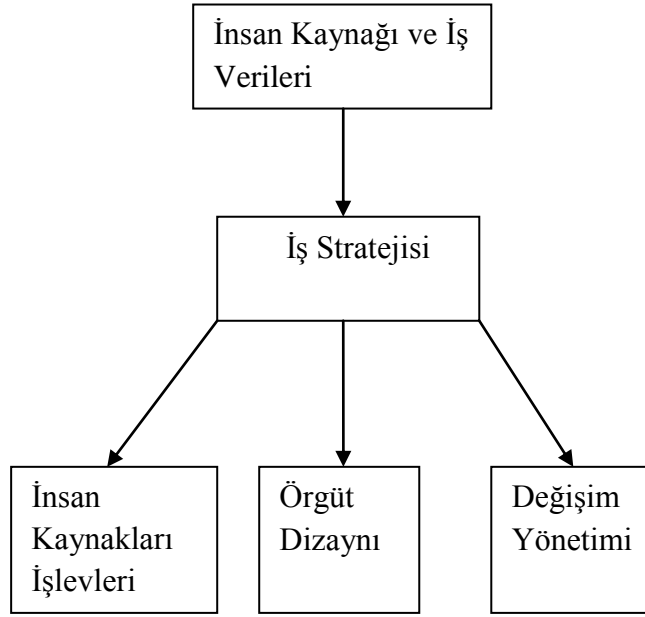 İnsan Kaynağı ve İş
Verileri
İş Stratejisi
İnsan
Kaynakları
İşlevleri
Örgüt
Dizaynı
Değişim
Yönetimi